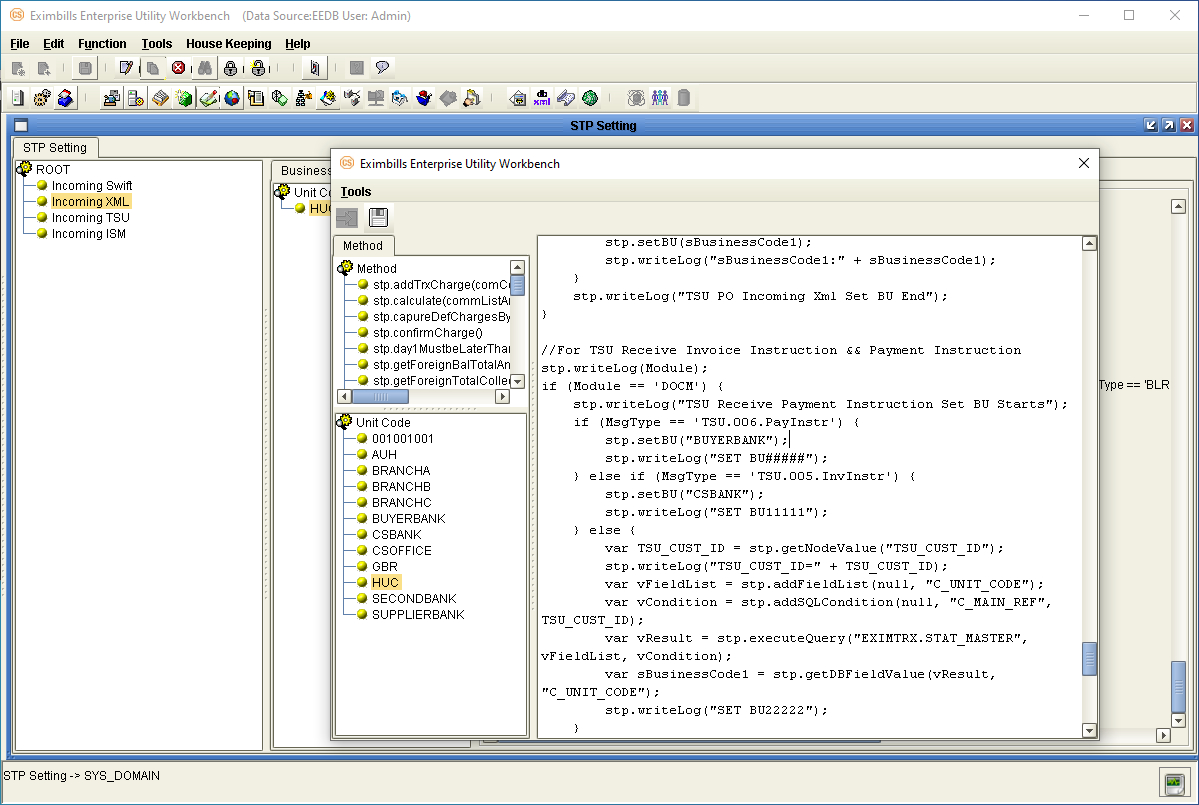 Eximbills Enterprise Utility Workbench (Data Source:EEDB User: Admin)
File Edit Function Tools House Keeping Help
STP Setting
STP Setting
ROOT
Incoming Swift
Incoming XML
Incoming TSU
Incoming ISM
Business
Unit Co
HUC
Eximbills Enterprise Utility Workbench
Tools
Method
Method
stp.addTrxCharge(comCo
stp.calculate(commListAr
stp.capureDefChargesBy
stp.confirmCharge()
stp.day1MustbeLaterThan
stp.getForeignBalTotalAm
stp.getForeignTotalCollec
Unit Code
001001001
AUH
BRANCHA
BRANCHB
BRANCHC
BUYERBANK
CSBANK
CSOFFICE
GBR
HUC
SECONDBANK
SUPPLIERBANK
stp.setBU(sBusinessCode1);
stp.writeLog("sBusinessCode1:" + sBusinessCode1);
}
stp.writeLog("TSU PO Incoming Xml Set BU End");
}
//For TSU Receive Invoice Instruction && Payment Instruction
stp.writeLog(Module);
if (Module == 'DOCM') {
stp.writeLog("TSU Receive Payment Instruction Set BU Starts");
if (MsgType == 'TSU.006.PayInstr') {
stp.setBU("BUYERBANK");
stp.writeLog("SET BU#####");
} else if (MsgType == 'TSU.005.InvInstr') {
stp.setBU("CSBANK");
stp.writeLog("SET BU11111");
} else {
var TSU_CUST_ID = stp.getNodeValue("TSU_CUST_ID");
stp.writeLog("TSU_CUST_ID=" + TSU_CUST_ID);
var vFieldList = stp.addFieldList(null, "C_UNIT_CODE");
var vCondition = stp.addSQLCondition(null, "C_MAIN_REF",
TSU_CUST_ID);
var vResult = stp.executeQuery("EXIMTRX.STAT_MASTER",
vFieldList, vCondition);
var sBusinessCode1 = stp.getDBFieldValue(vResult,
"C_UNIT_CODE");
stp.writeLog("SET BU22222");
}
Type == 'BLR
STP Setting -> SYS_DOMAIN